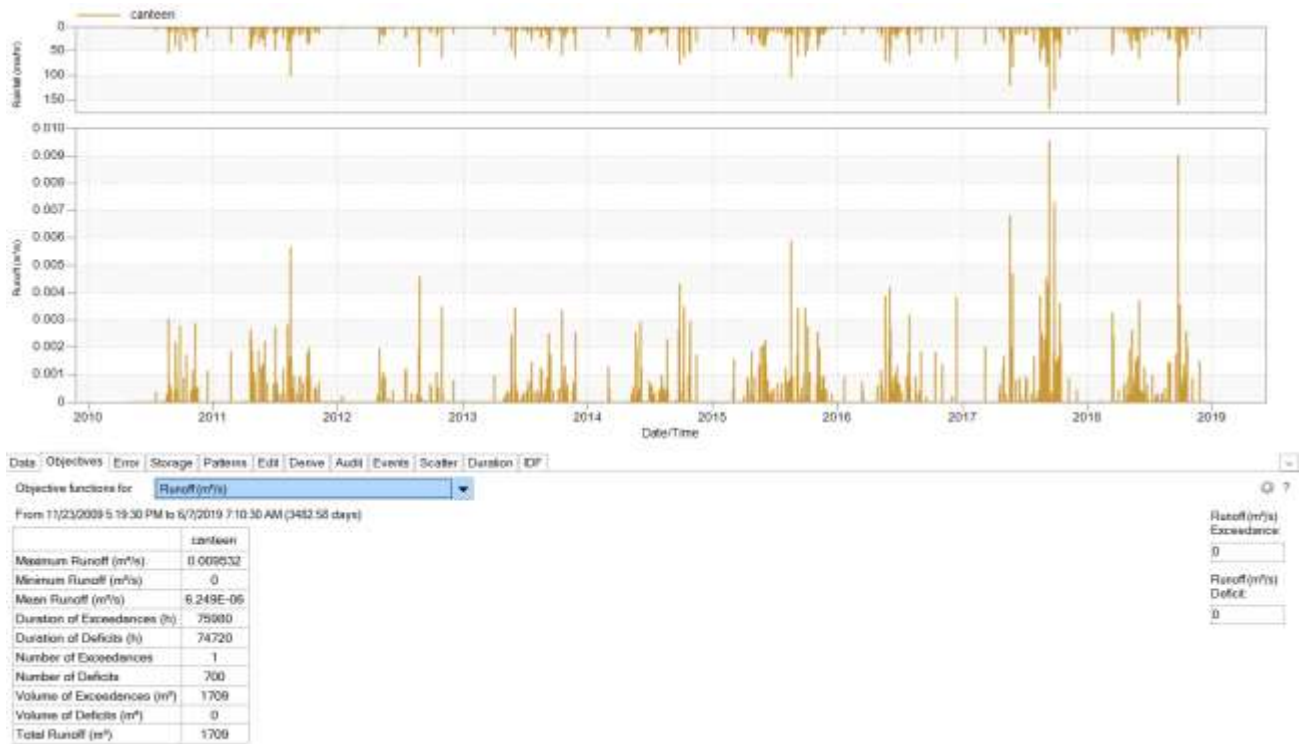 canteen
Rainfall (mm/hr)
0
50
100
150
Runoff (m³/s)
0.010
0.009
0.008
0.007
0.006
0.005
0.004
0.003
0.002
0.001
0
2010 2011 2012 2013 2014 2015 2016 2017 2018 2019
Date/Time
Data Objectives Error Storage Patterns Edit Derive Audit Events Scatter Duration IDF
Objective functions for Runoff (m³/s)
?
From 11/23/2009 5:19:30 PM to 6/7/2019 7:10:30 AM (3482.58 days)
canteen
Maximum Runoff (m³/s) 0.009532
Minimum Runoff (m³/s) 0
Mean Runoff (m³/s) 6.249E-06
Duration of Exceedances (h) 75980
Duration of Deficits (h) 74720
Number of Exceedances 1
Number of Deficits 700
Volume of Exceedances (m³) 1709
Volume of Deficits (m³) 0
Total Runoff (m³) 1709
Runoff (m³/s)
Exceedance:
0
Runoff (m³/s)
Deficit:
0